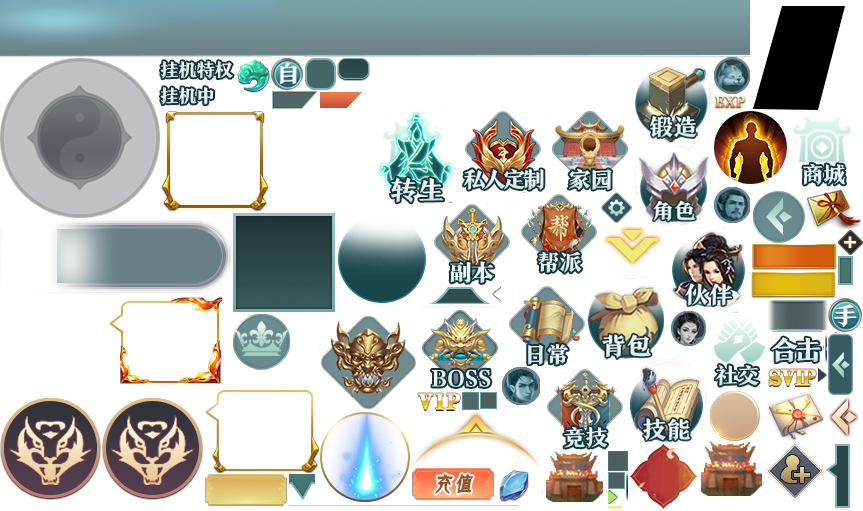 挂机特权
自
挂机中
EXP
锻造
转生
私人定制
家园
商城
角色
副本
帮
帮派
伙伴
日常
背包
手
合击
社交
SVIP
BOSS
VIP
竞技
技能
充值